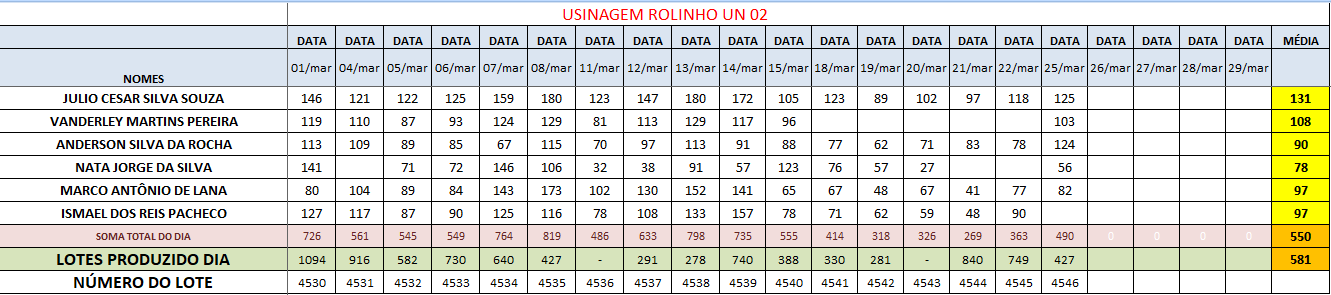 USINAGEM ROLINHO UN 02
DATA DATA DATA DATA DATA DATA DATA DATA DATA DATA DATA DATA DATA DATA DATA DATA DATA DATA DATA DATA DATA MÉDIA
NOMES 01/mar 04/mar 05/mar 06/mar 07/mar 08/mar 11/mar 12/mar 13/mar 14/mar 15/mar 18/mar 19/mar 20/mar 21/mar 22/mar 25/mar 26/mar 27/mar 28/mar 29/mar
JULIO CESAR SILVA SOUZA 146 121 122 125 159 180 123 147 180 172 105 123 89 102 97 118 125 131
VANDERLEY MARTINS PEREIRA 119 110 87 93 124 129 81 113 129 117 96 103 108
ANDERSON SILVA DA ROCHA 113 109 89 85 67 115 70 97 113 91 88 77 62 71 83 78 124 90
NATA JORGE DA SILVA 141 71 72 146 106 32 38 91 57 123 76 57 27 56 78
MARCO ANTÔNIO DE LANA 80 104 89 84 143 173 102 130 152 141 65 67 48 67 41 77 82 97
ISMAEL DOS REIS PACHECO 127 117 87 90 125 116 78 108 133 157 78 71 62 59 48 90 97
SOMA TOTAL DO DIA 726 561 545 549 764 819 486 633 798 735 555 414 318 326 269 363 490 0 0 0 0 550
LOTES PRODUZIDO DIA 1094 916 582 730 640 427 - 291 278 740 388 330 281 - 840 749 427 581
NÚMERO DO LOTE 4530 4531 4532 4533 4534 4535 4536 4537 4538 4539 4540 4541 4542 4543 4544 4545 4546